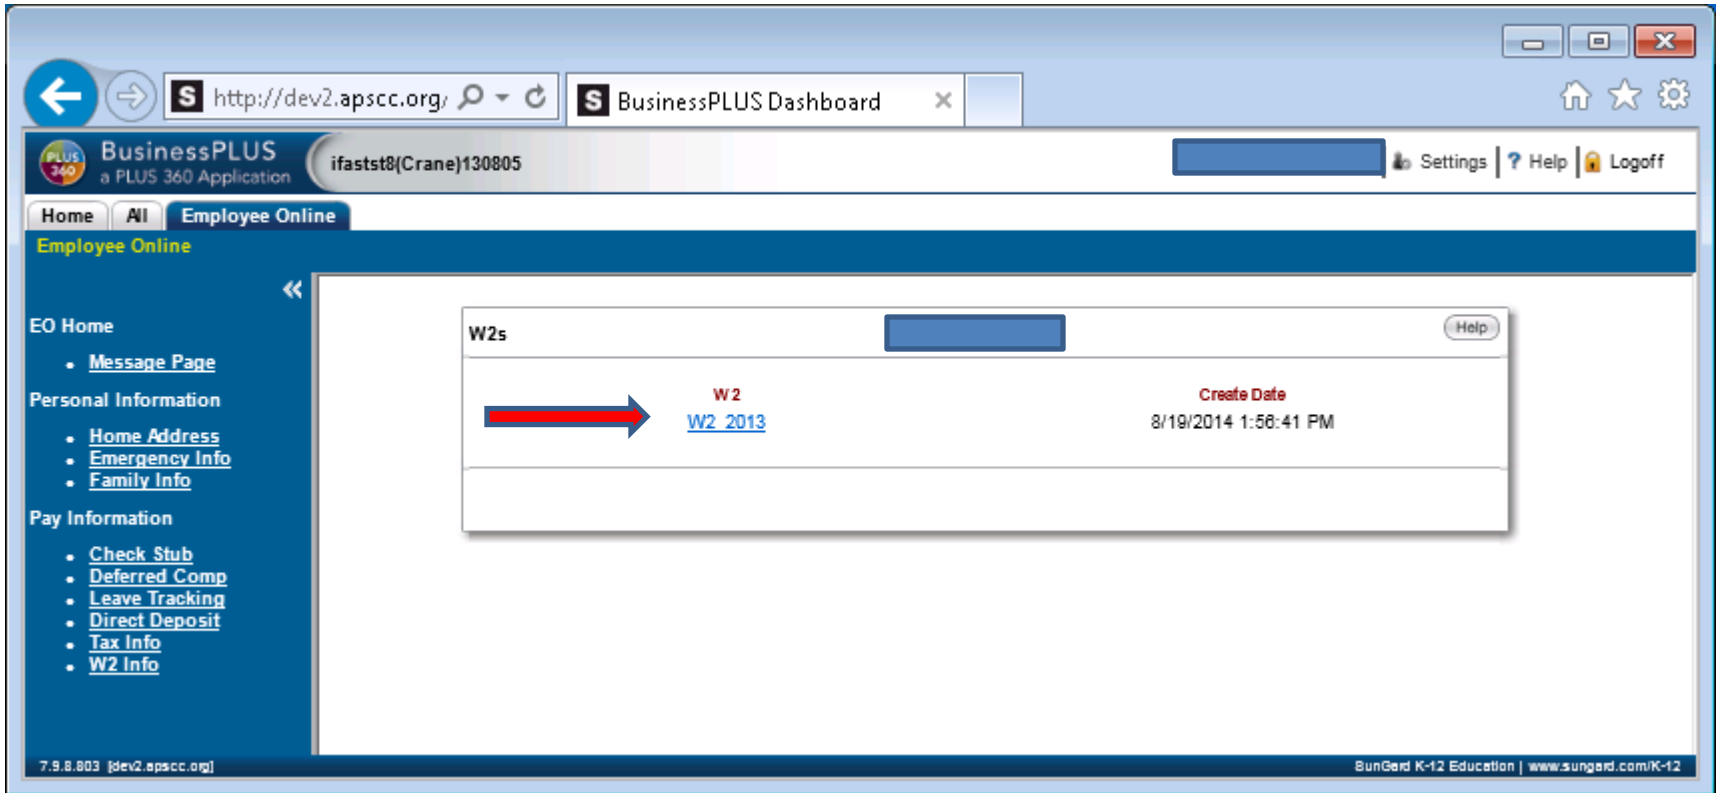 http://dev2.apscc.org/
BusinessPLUS Dashboard
BusinessPLUS
a PLUS 360 Application
PLUS
360
ifastst8(Crane)130805
Settings
? Help
Logoff
Home
All
Employee Online
Employee Online
EO Home
Message Page
Personal Information
Home Address
Emergency Info
Family Info
Pay Information
Check Stub
Deferred Comp
Leave Tracking
Direct Deposit
Tax Info
W2 Info
W2s
Help
W2
Create Date
W2 2013
8/19/2014 1:56:41 PM
7.9.8.803 [dev2.apscc.org]
SunGard K-12 Education | www.sungard.com/K-12